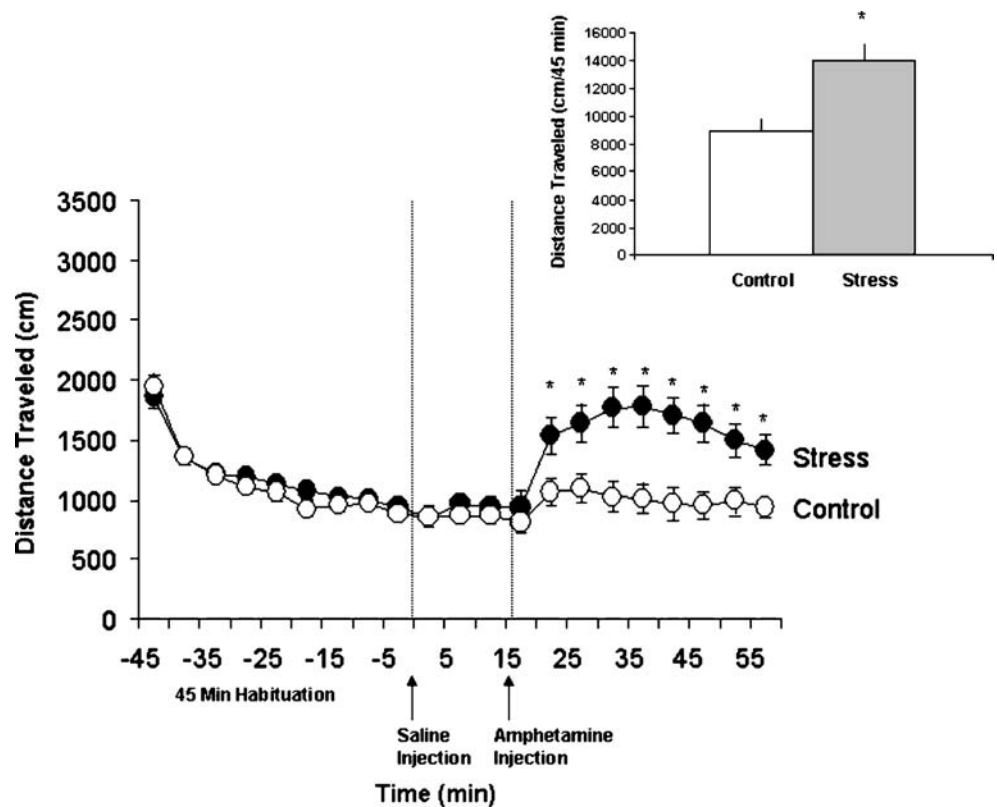 *
16000
14000
12000
10000
8000
6000
4000
2000
0
Distance Traveled (cm/45 min)
Control
Stress
3500
3000
2500
2000
1500
1000
500
0
Distance Traveled (cm)
* * * * * * * *
Stress
Control
-45 -35 -25 -15 -5 5 15 25 35 45 55
45 Min Habituation
Saline
Injection
Amphetamine
Injection
Time (min)